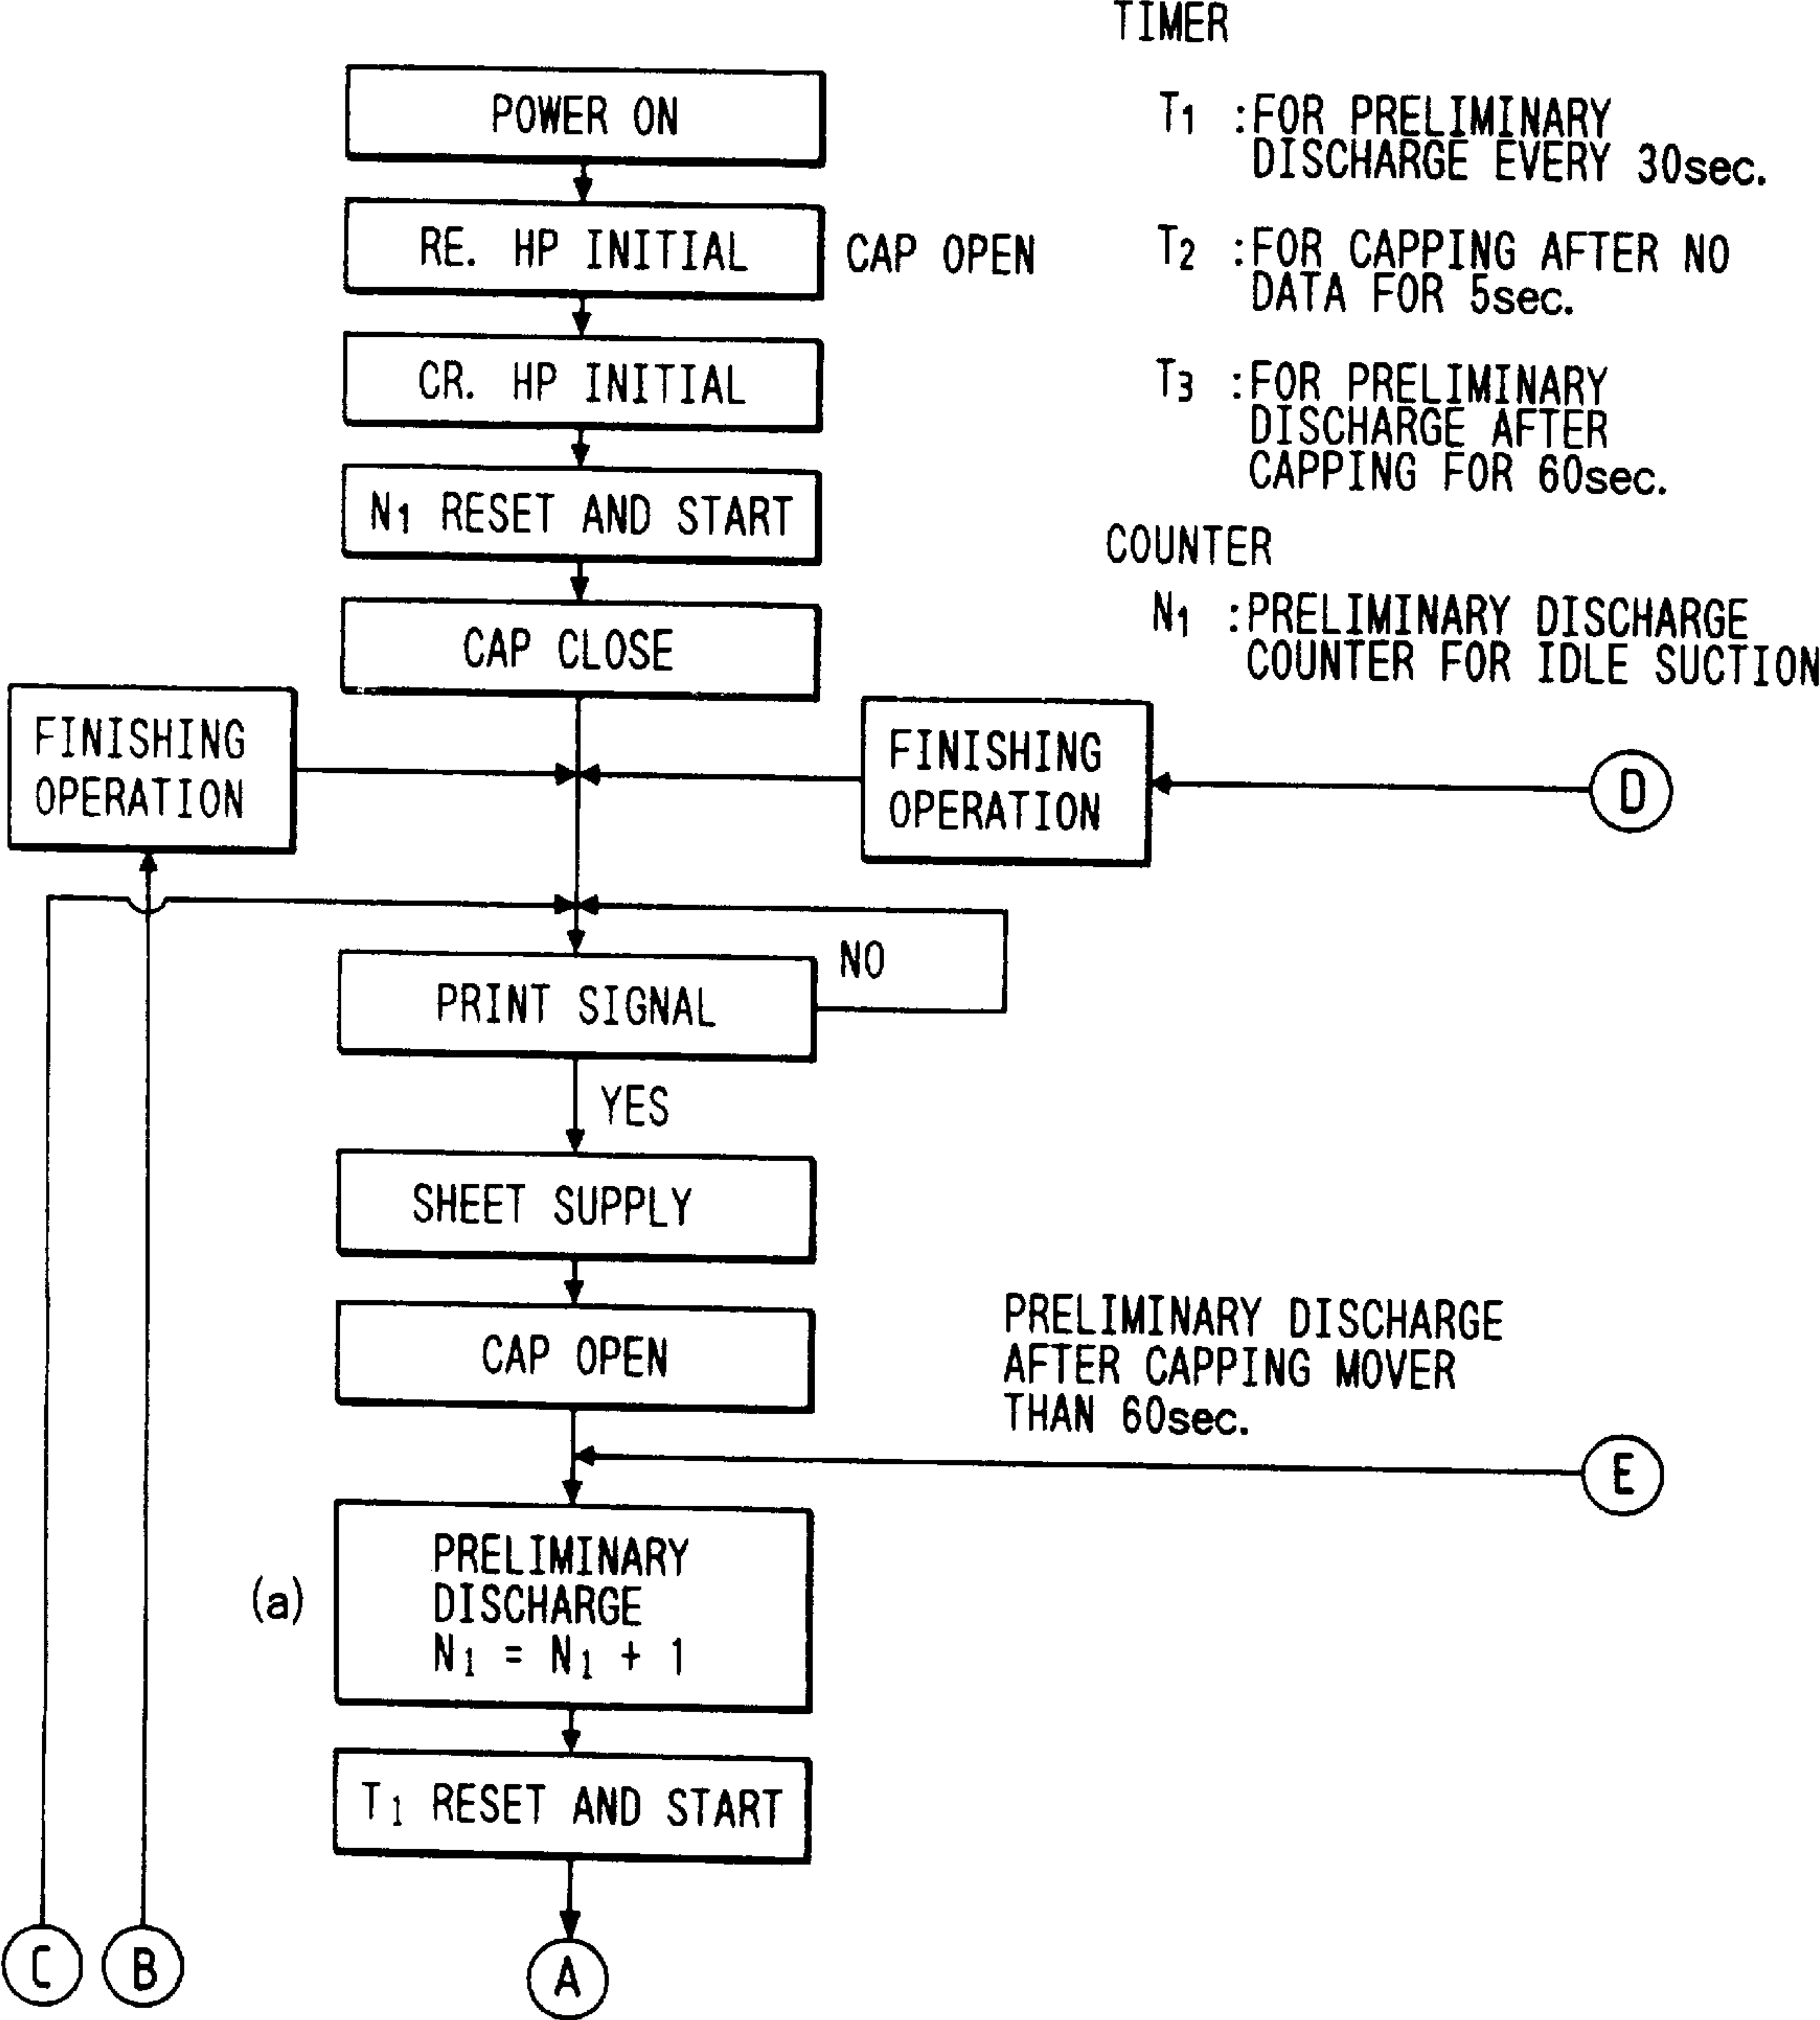 TIMER
POWER ON
T1 :FOR PRELIMINARY
DISCHARGE EVERY 30sec.
RE. HP INITIAL
CAP OPEN
T2 :FOR CAPPING AFTER NO
DATA FOR 5sec.
CR. HP INITIAL
T3 :FOR PRELIMINARY
DISCHARGE AFTER
CAPPING FOR 60sec.
N1 RESET AND START
COUNTER
N1 :PRELIMINARY DISCHARGE
COUNTER FOR IDLE SUCTION
CAP CLOSE
FINISHING
OPERATION
FINISHING
OPERATION
D
NO
PRINT SIGNAL
YES
SHEET SUPPLY
CAP OPEN
PRELIMINARY DISCHARGE
AFTER CAPPING MOVER
THAN 60sec.
E
(a)
PRELIMINARY
DISCHARGE
N1 = N1 + 1
T1 RESET AND START
C
B
A